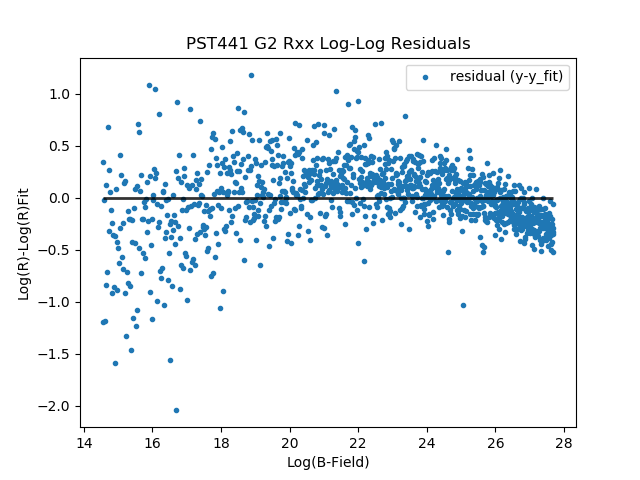 PST441 G2 Rxx Log-Log Residuals
residual (y-y_fit)
1.0
0.5
0.0
−0.5
−1.0
−1.5
−2.0
Log(R)-Log(R)Fit
14 16 18 20 22 24 26 28
Log(B-Field)